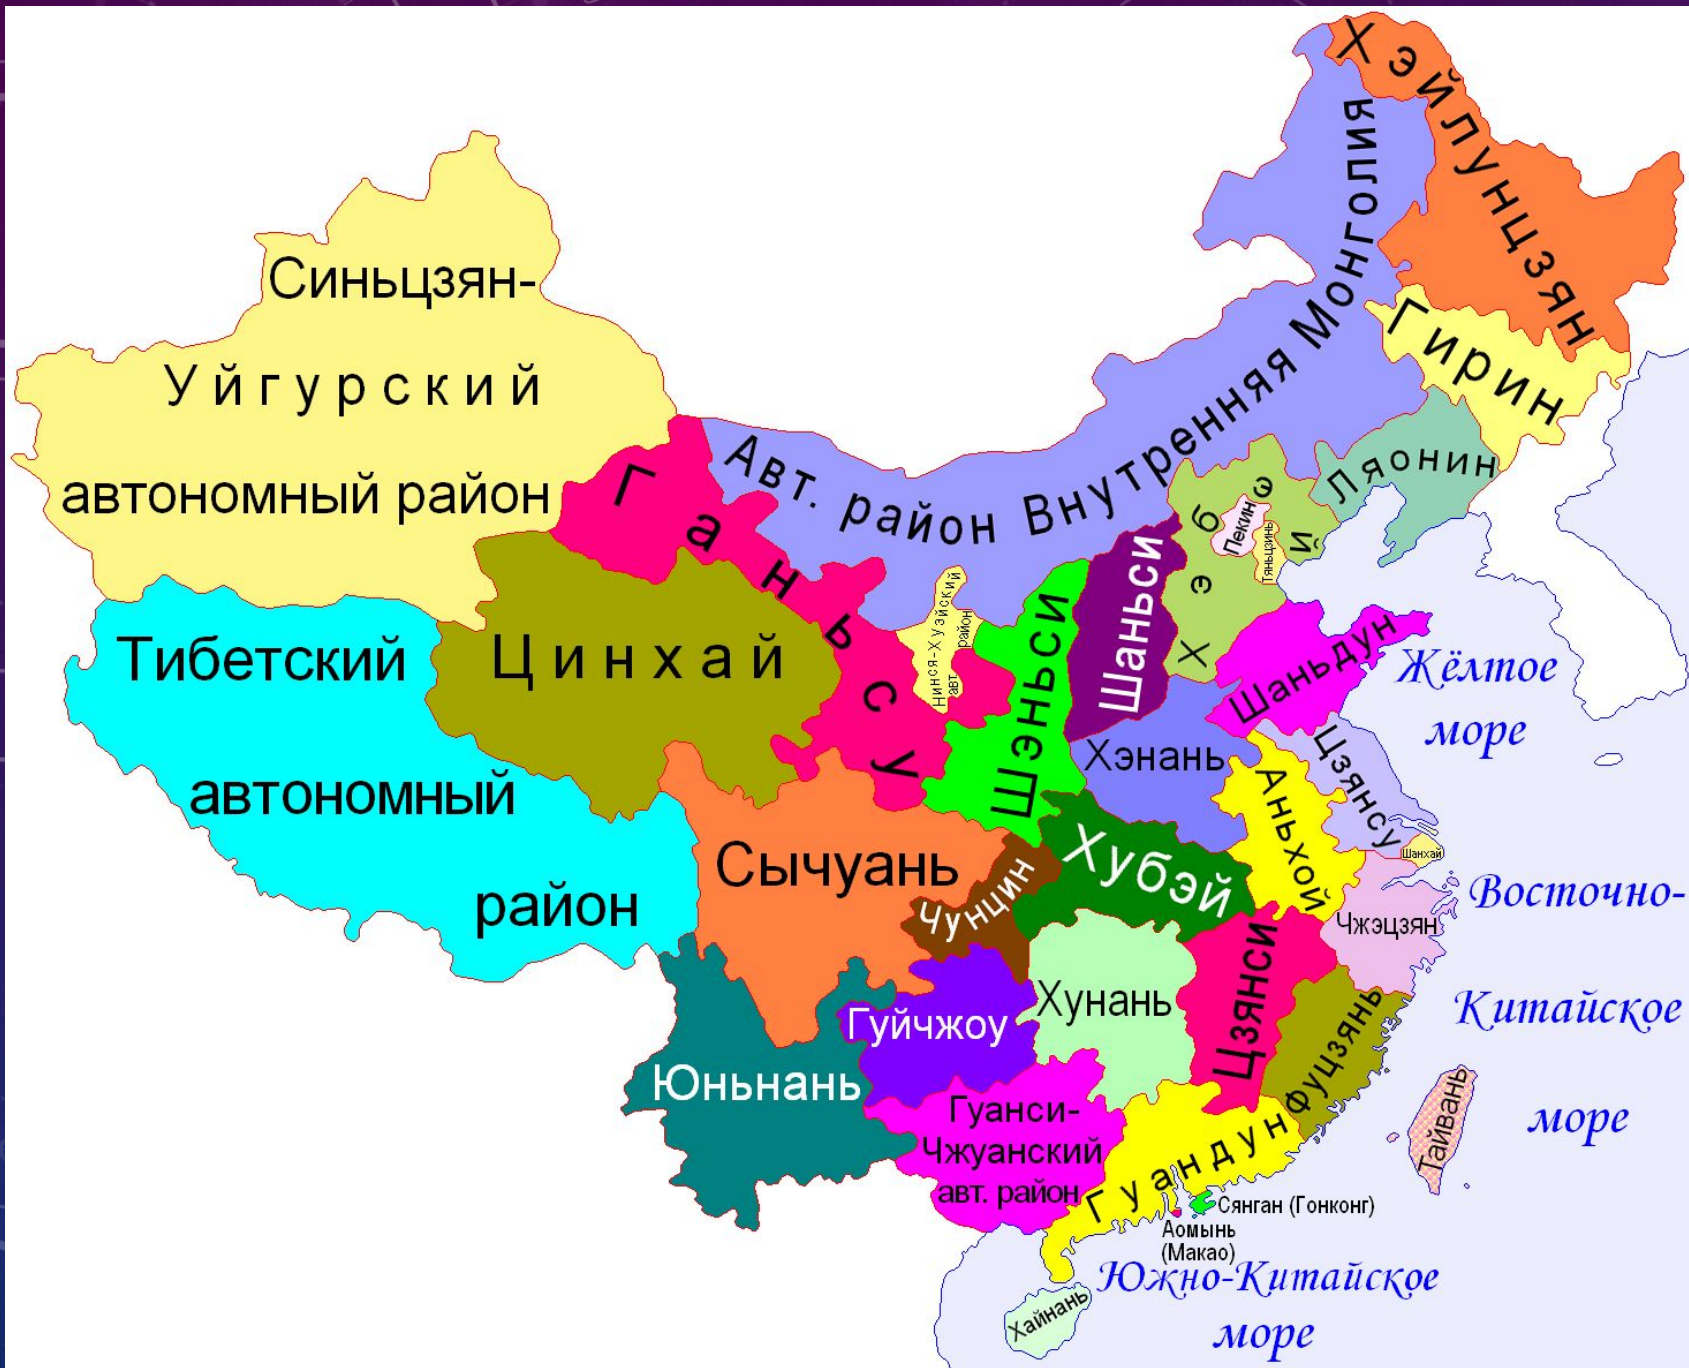 Хэйлунцзян
Синьцзян-
Уйгурский
автономный район
Авт. район Внутренняя Монголия
Гирин
Ляонин
Ганьсу
Хэбэй
Пекин
Тяньцзинь
Нинся-Хуэйский
авт. район
Шэньси
Шаньси
Шаньдун
Жёлтое
море
Тибетский
автономный
район
Цинхай
Хэнань
Цзянсу
Аньхой
Шанхай
Сычуань
Чунцин
Хубэй
Чжэцзян
Восточно-
Китайское
море
Хунань
Цзянси
Фуцзянь
Гуйчжоу
Юньнань
Гуанси-
Чжуанский
авт. район
Гуандун
Тайвань
Сянган (Гонконг)
Аомынь
(Макао)
Южно-Китайское
море
Хайнань